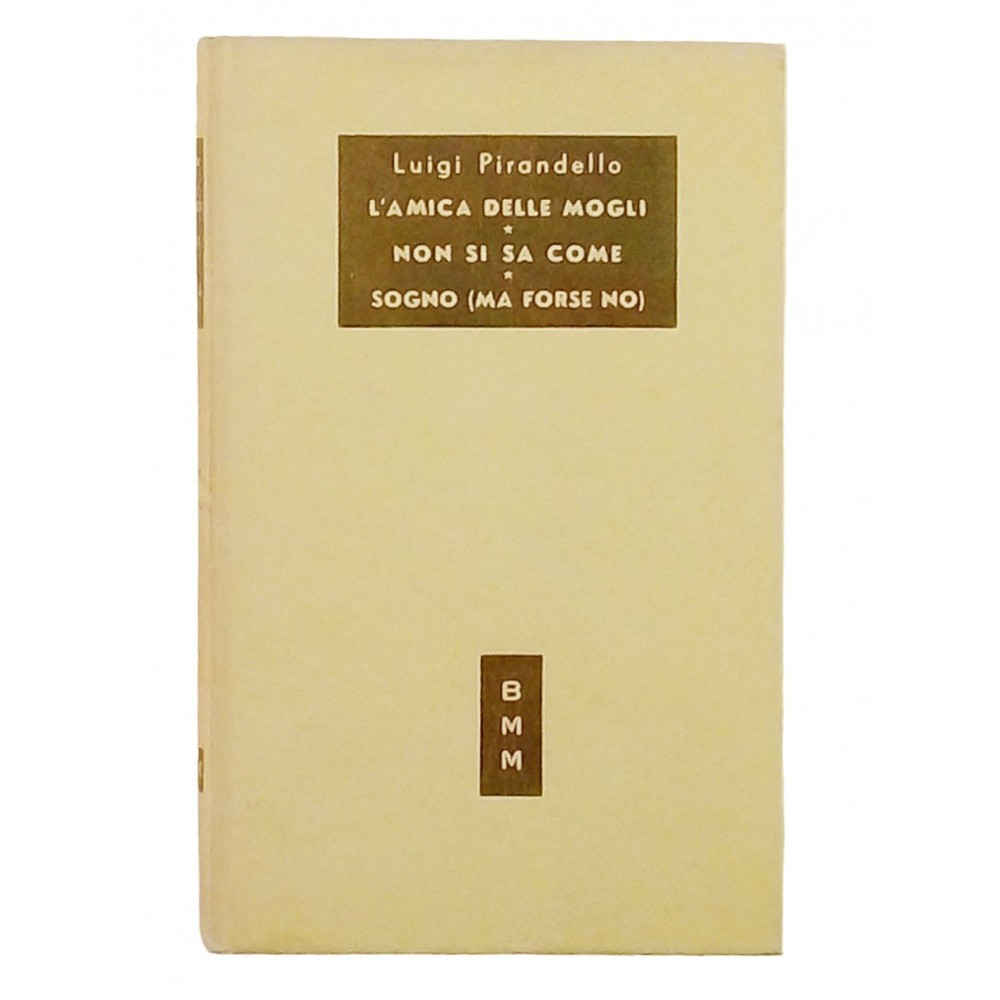 Luigi Pirandello
L'AMICA DELLE MOGLI
*
NON SI SA COME
*
SOGNO (MA FORSE NO)
B
M
M